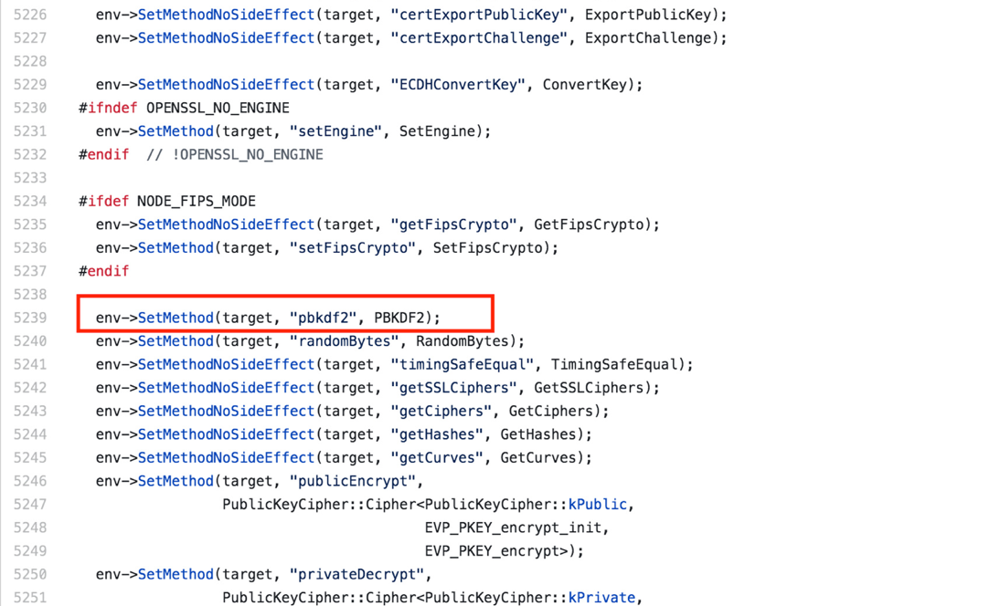 5226 env->SetMethodNoSideEffect(target, "certExportPublicKey", ExportPublicKey);
5227 env->SetMethodNoSideEffect(target, "certExportChallenge", ExportChallenge);
5228
5229 env->SetMethodNoSideEffect(target, "ECDHConvertKey", ConvertKey);
5230 #ifndef OPENSSL_NO_ENGINE
5231 env->SetMethod(target, "setEngine", SetEngine);
5232 #endif // !OPENSSL_NO_ENGINE
5233
5234 #ifdef NODE_FIPS_MODE
5235 env->SetMethodNoSideEffect(target, "getFipsCrypto", GetFipsCrypto);
5236 env->SetMethod(target, "setFipsCrypto", SetFipsCrypto);
5237 #endif
5238
5239 env->SetMethod(target, "pbkdf2", PBKDF2);
5240 env->SetMethod(target, "randomBytes", RandomBytes);
5241 env->SetMethodNoSideEffect(target, "timingSafeEqual", TimingSafeEqual);
5242 env->SetMethodNoSideEffect(target, "getSSLCiphers", GetSSLCiphers);
5243 env->SetMethodNoSideEffect(target, "getCiphers", GetCiphers);
5244 env->SetMethodNoSideEffect(target, "getHashes", GetHashes);
5245 env->SetMethodNoSideEffect(target, "getCurves", GetCurves);
5246 env->SetMethod(target, "publicEncrypt",
5247 PublicKeyCipher::Cipher<PublicKeyCipher::kPublic,
5248 EVP_PKEY_encrypt_init,
5249 EVP_PKEY_encrypt>);
5250 env->SetMethod(target, "privateDecrypt",
5251 PublicKeyCipher::Cipher<PublicKeyCipher::kPrivate,